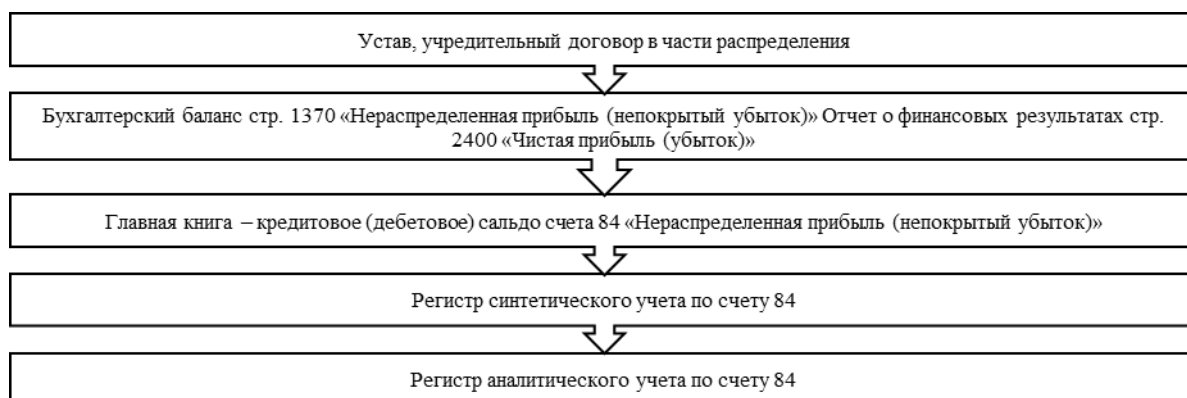 Устав, учредительный договор в части распределения
Бухгалтерский баланс стр. 1370 «Нераспределенная прибыль (непокрытый убыток)» Отчет о финансовых результатах стр.
2400 «Чистая прибыль (убыток)»
Главная книга – кредитовое (дебетовое) сальдо счета 84 «Нераспределенная прибыль (непокрытый убыток)»
Регистр синтетического учета по счету 84
Регистр аналитического учета по счету 84